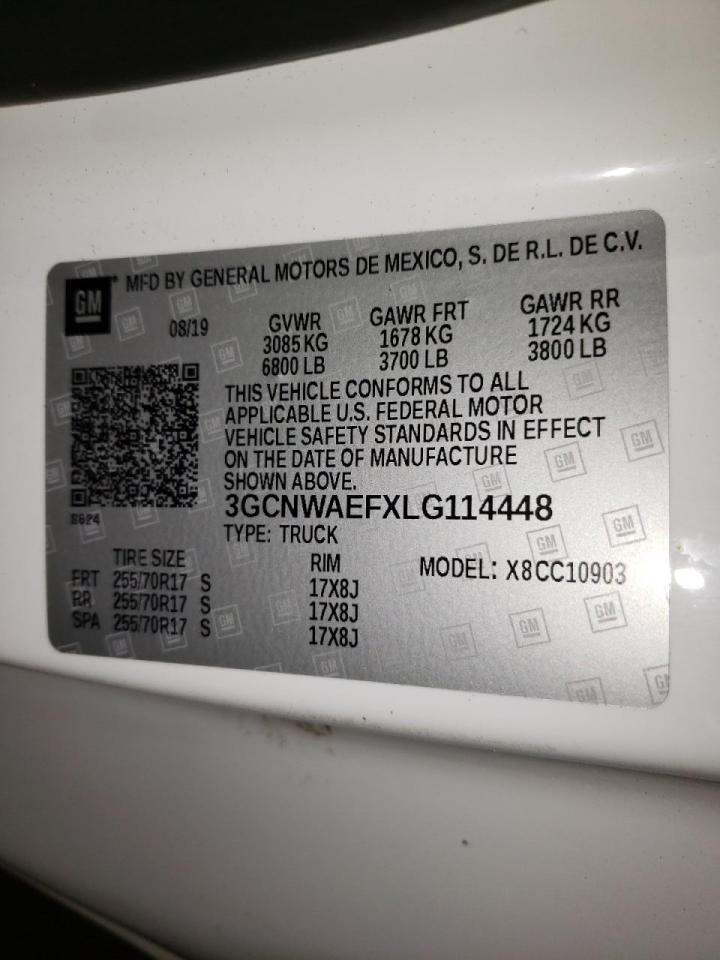 GM MFD BY GENERAL MOTORS DE MEXICO, S. DE R.L. DE C.V.
08/19 GVWR GAWR FRT GAWR RR
3085 KG 1678 KG 1724 KG
6800 LB 3700 LB 3800 LB
THIS VEHICLE CONFORMS TO ALL
APPLICABLE U.S. FEDERAL MOTOR
VEHICLE SAFETY STANDARDS IN EFFECT
ON THE DATE OF MANUFACTURE
SHOWN ABOVE.
3GCNWAEFXLG114448
TYPE: TRUCK
TIRE SIZE RIM MODEL: X8CC10903
FRT 255/70R17 S 17X8J
RR 255/70R17 S 17X8J
SPA 255/70R17 S 17X8J